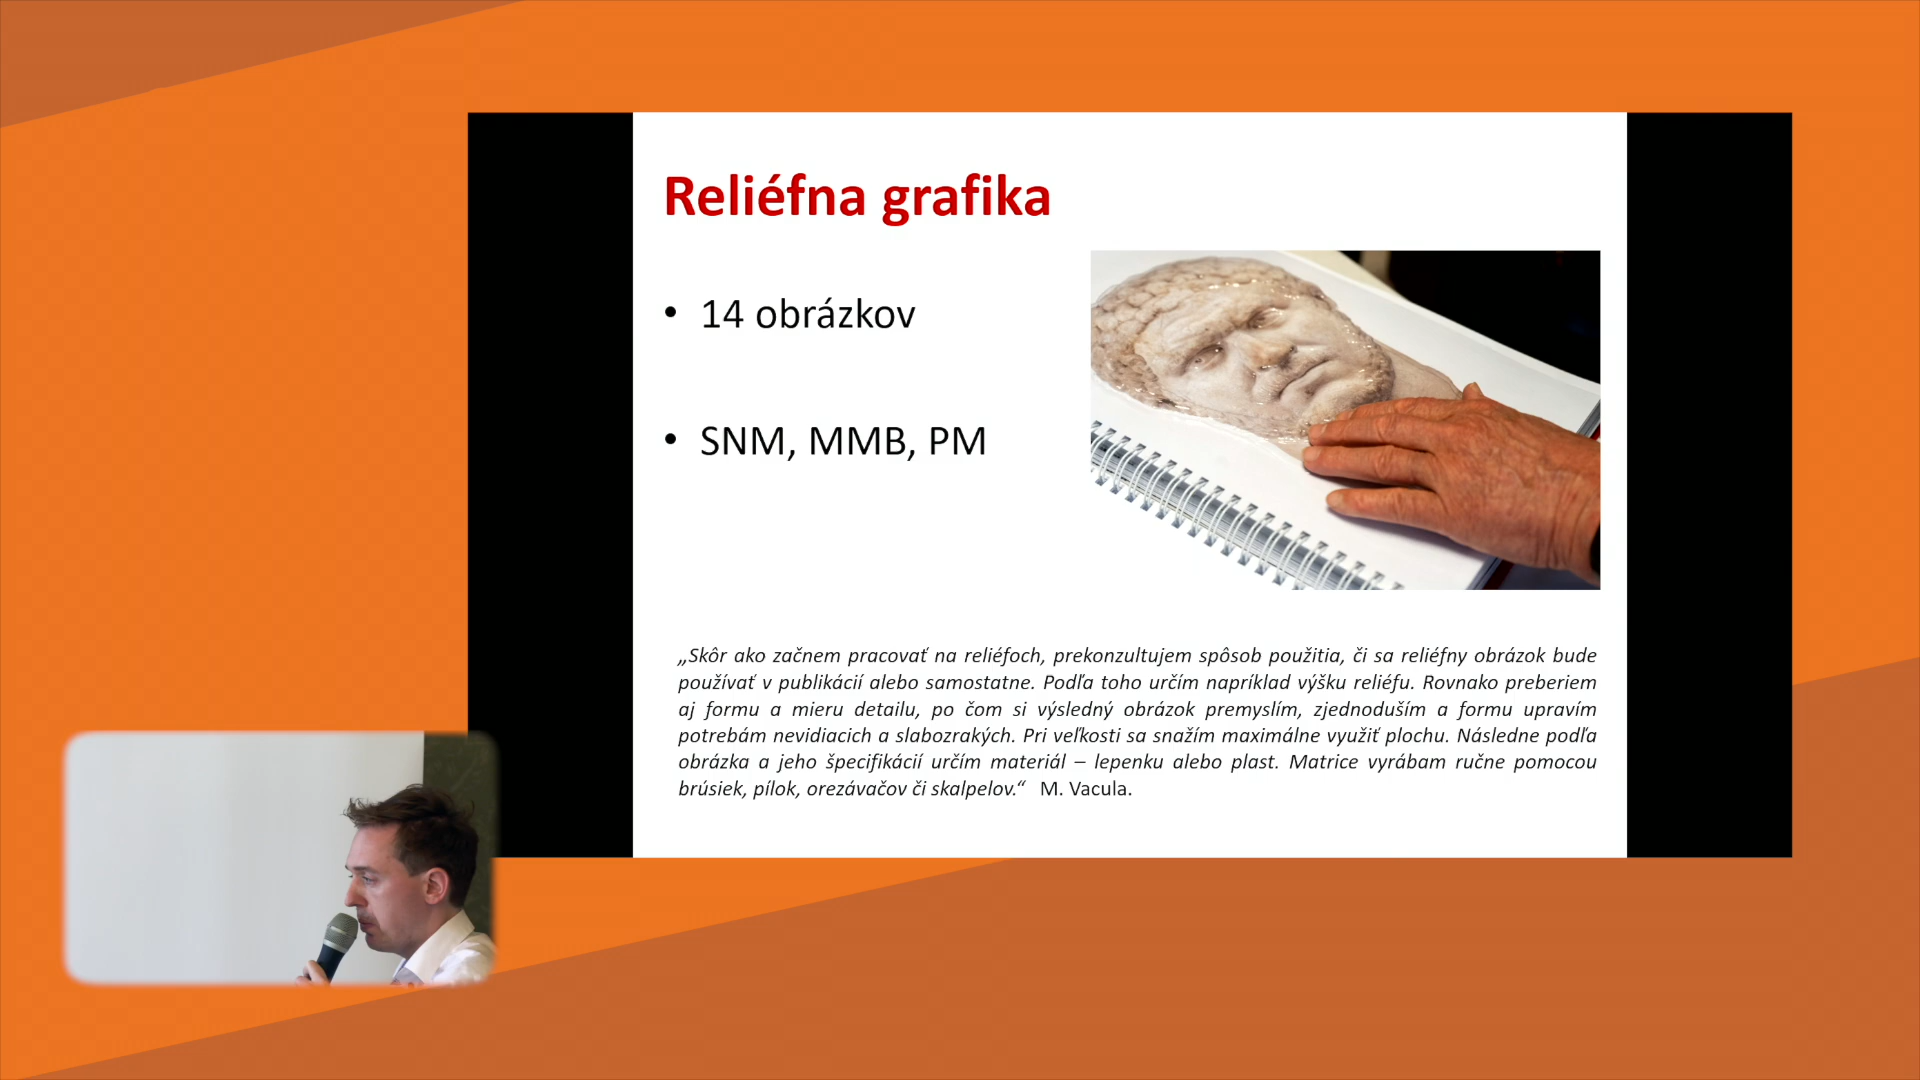 Reliéfna grafika
• 14 obrázkov
• SNM, MMB, PM
„Skôr ako začnem pracovať na reliéfoch, prekonzultujem spôsob použitia, či sa reliéfny obrázok bude
používať v publikácií alebo samostatne. Podľa toho určím napríklad výšku reliéfu. Rovnako preberiem
aj formu a mieru detailu, po čom si výsledný obrázok premyslím, zjednoduším a formu upravím
potrebám nevidiacich a slabozrakých. Pri veľkosti sa snažím maximálne využiť plochu. Následne podľa
obrázka a jeho špecifikácií určím materiál – lepenku alebo plast. Matrice vyrábam ručne pomocou
brúsiek, pílok, orezávačov či skalpelov.“ M. Vacula.